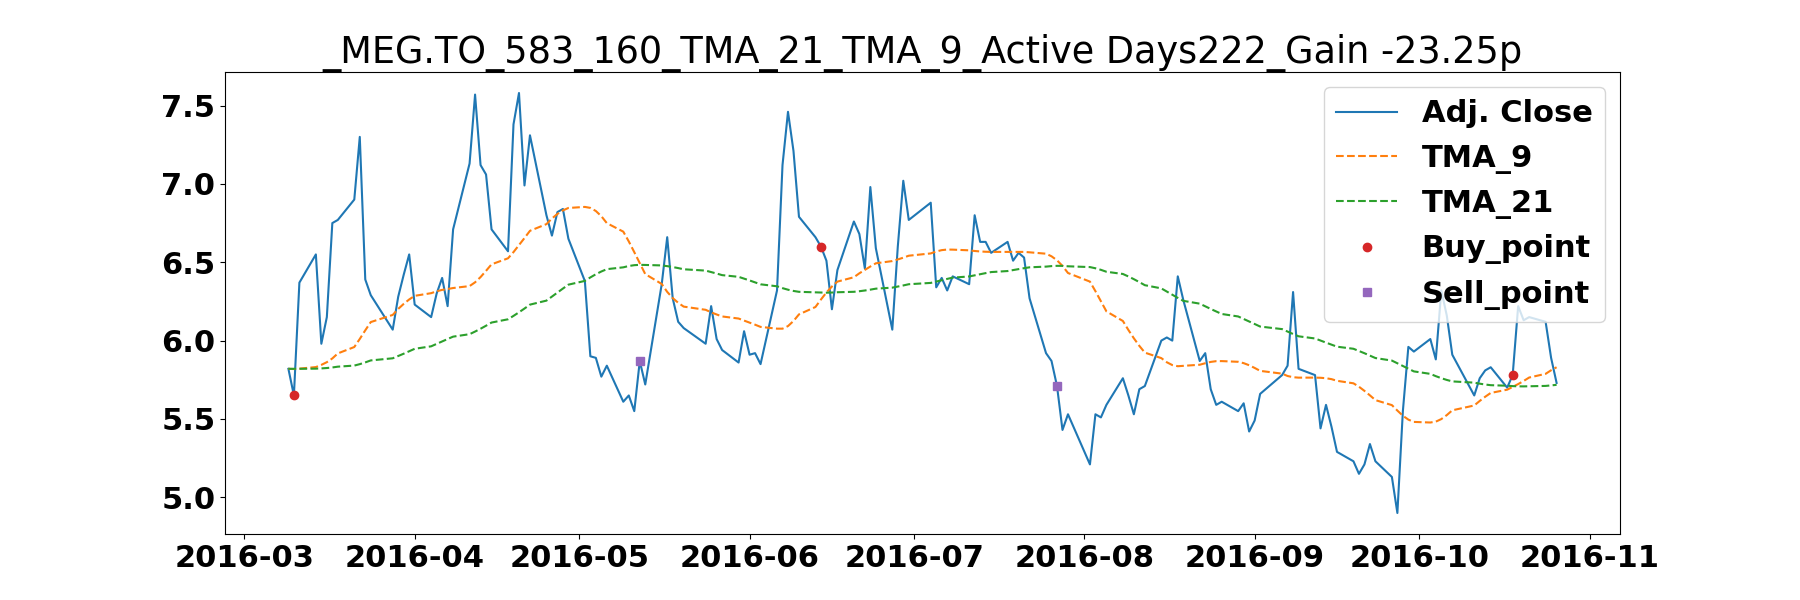 _MEG.TO_583_160_TMA_21_TMA_9_Active Days222_Gain -23.25p
7.5
7.0
6.5
6.0
5.5
5.0
Adj. Close
TMA_9
TMA_21
Buy_point
Sell_point
2016-03 2016-04 2016-05 2016-06 2016-07 2016-08 2016-09 2016-10 2016-11